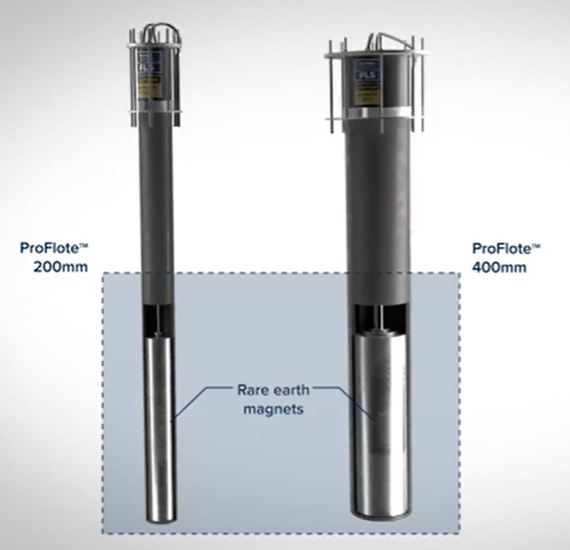 FLS
FLS
ProFlote™
200mm
ProFlote™
400mm
Rare earth
magnets